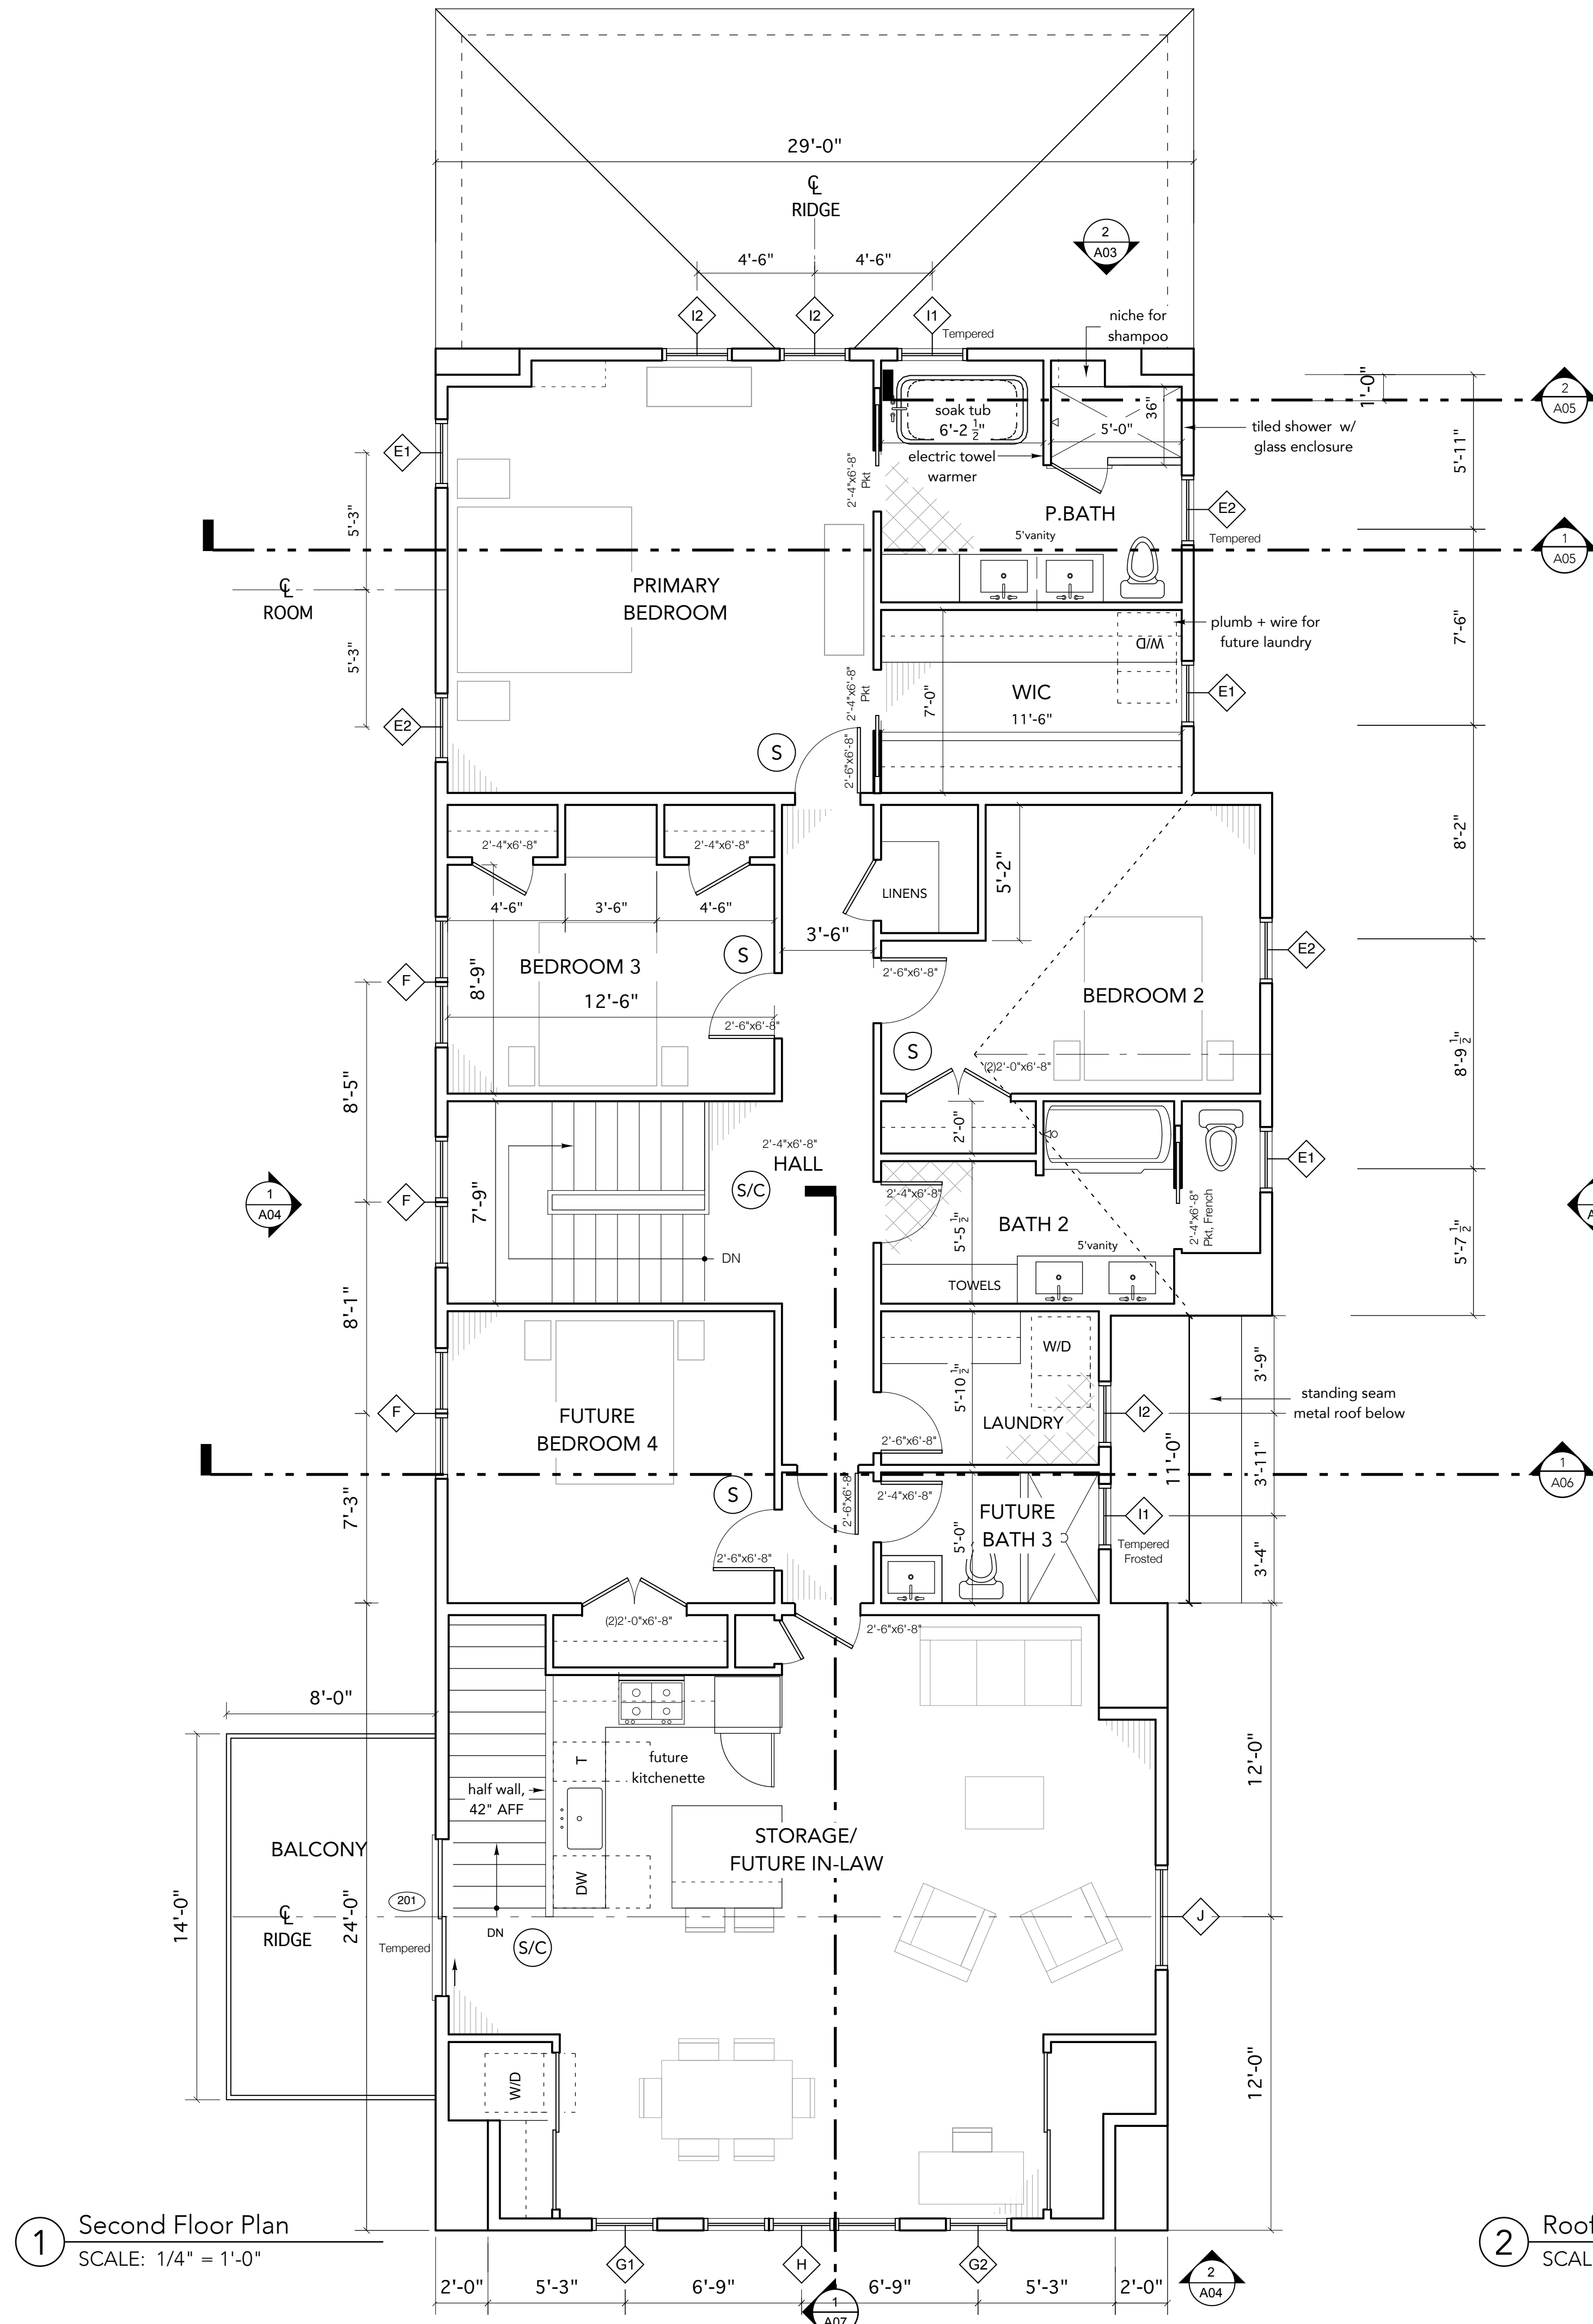 29'-0"
℄
RIDGE
2
A03
4'-6"
4'-6"
I2
I2
I1
Tempered
niche for
shampoo
1'-0"
2
A05
E1
soak tub
6'-2 1/2"
36"
5'-0"
tiled shower w/
glass enclosure
5'-11"
electric towel
warmer
2'-4"x6'-8"
Pkt
5'-3"
P.BATH
E2
Tempered
5'vanity
1
A05
℄
ROOM
PRIMARY
BEDROOM
plumb + wire for
future laundry
W/D
7'-6"
5'-3"
2'-4"x6'-8"
Pkt
7'-0"
WIC
11'-6"
E1
E2
S
2'-6"x6'-8"
2'-4"x6'-8"
2'-4"x6'-8"
8'-2"
5'-2"
LINENS
4'-6"
3'-6"
4'-6"
3'-6"
S
E2
BEDROOM 3
8'-9"
12'-6"
F
2'-6"x6'-8"
2'-6"x6'-8"
BEDROOM 2
S
(2)2'-0"x6'-8"
8'-9 1/2"
8'-5"
2'-0"
2'-4"x6'-8"
HALL
E1
S/C
1
A04
F
7'-9"
2'-4"x6'-8"
5'-5 1/2"
BATH 2
2'-4"x6'-8"
Pkt, French
5'vanity
5'-7 1/2"
DN
TOWELS
8'-1"
W/D
3'-9"
5'-10 1/2"
standing seam
metal roof below
F
FUTURE
BEDROOM 4
LAUNDRY
I2
2'-6"x6'-8"
11'-0"
3'-11"
1
A06
S
2'-6"x6'-8"
2'-4"x6'-8"
FUTURE
BATH 3
I1
Tempered
Frosted
7'-3"
5'-0"
3'-4"
2'-6"x6'-8"
(2)2'-0"x6'-8"
2'-6"x6'-8"
8'-0"
T
future
kitchenette
12'-0"
half wall,
42" AFF
STORAGE/
FUTURE IN-LAW
BALCONY
DW
201
14'-0"
℄
RIDGE
24'-0"
J
Tempered
DN
S/C
W/D
12'-0"
1
Second Floor Plan
SCALE: 1/4" = 1'-0"
2
Roof
SCAL
G1
H
G2
2
A04
2'-0"
5'-3"
6'-9"
6'-9"
5'-3"
2'-0"
1
A07